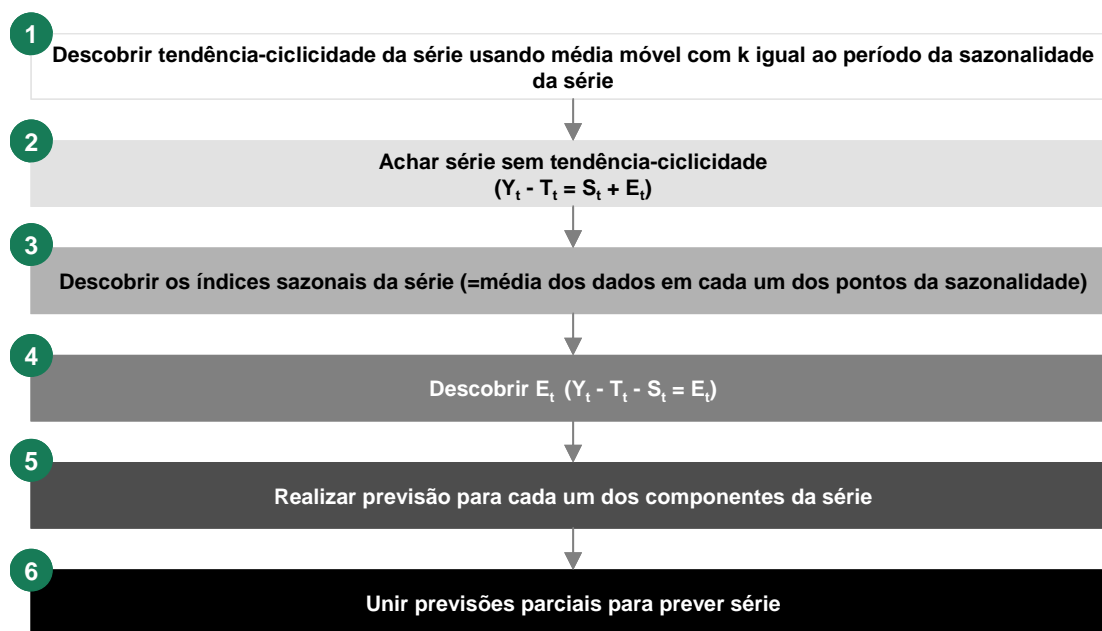 1
Descobrir tendência-ciclicidade da série usando média móvel com k igual ao período da sazonalidade
da série
2
Achar série sem tendência-ciclicidade
(Yt - Tt = St + Et)
3
Descobrir os índices sazonais da série (=média dos dados em cada um dos pontos da sazonalidade)
4
Descobrir Et (Yt - Tt - St = Et)
5
Realizar previsão para cada um dos componentes da série
6
Unir previsões parciais para prever série